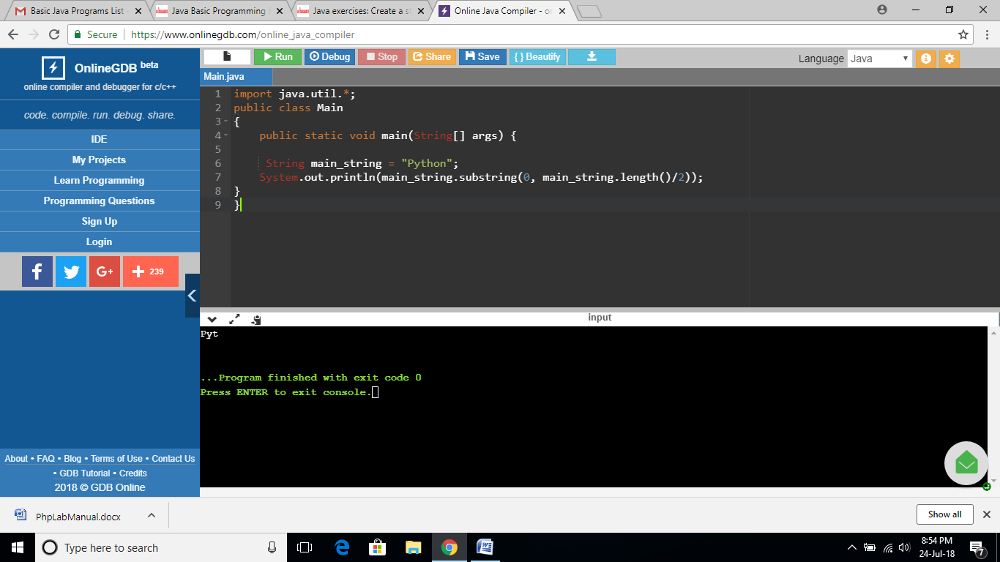 Basic Java Programs List
Java Basic Programming
Java exercises: Create a s
Online Java Compiler - o
Secure
https://www.onlinegdb.com/online_java_compiler
OnlineGDB beta
online compiler and debugger for c/c++
code. compile. run. debug. share.
IDE
My Projects
Learn Programming
Programming Questions
Sign Up
Login
f
G+
239
About • FAQ • Blog • Terms of Use • Contact Us
• GDB Tutorial • Credits
2018 © GDB Online
Run Debug Stop Share Save { } Beautify
Language Java
Main.java
1 import java.util.*;
2 public class Main
3 {
4 public static void main(String[] args) {
5
6 String main_string = "Python";
7 System.out.println(main_string.substring(0, main_string.length()/2));
8 }
9 }
input
Pyt
...Program finished with exit code 0
Press ENTER to exit console.
PhpLabManual.docx
Show all
Type here to search
8:54 PM
24-Jul-18
7